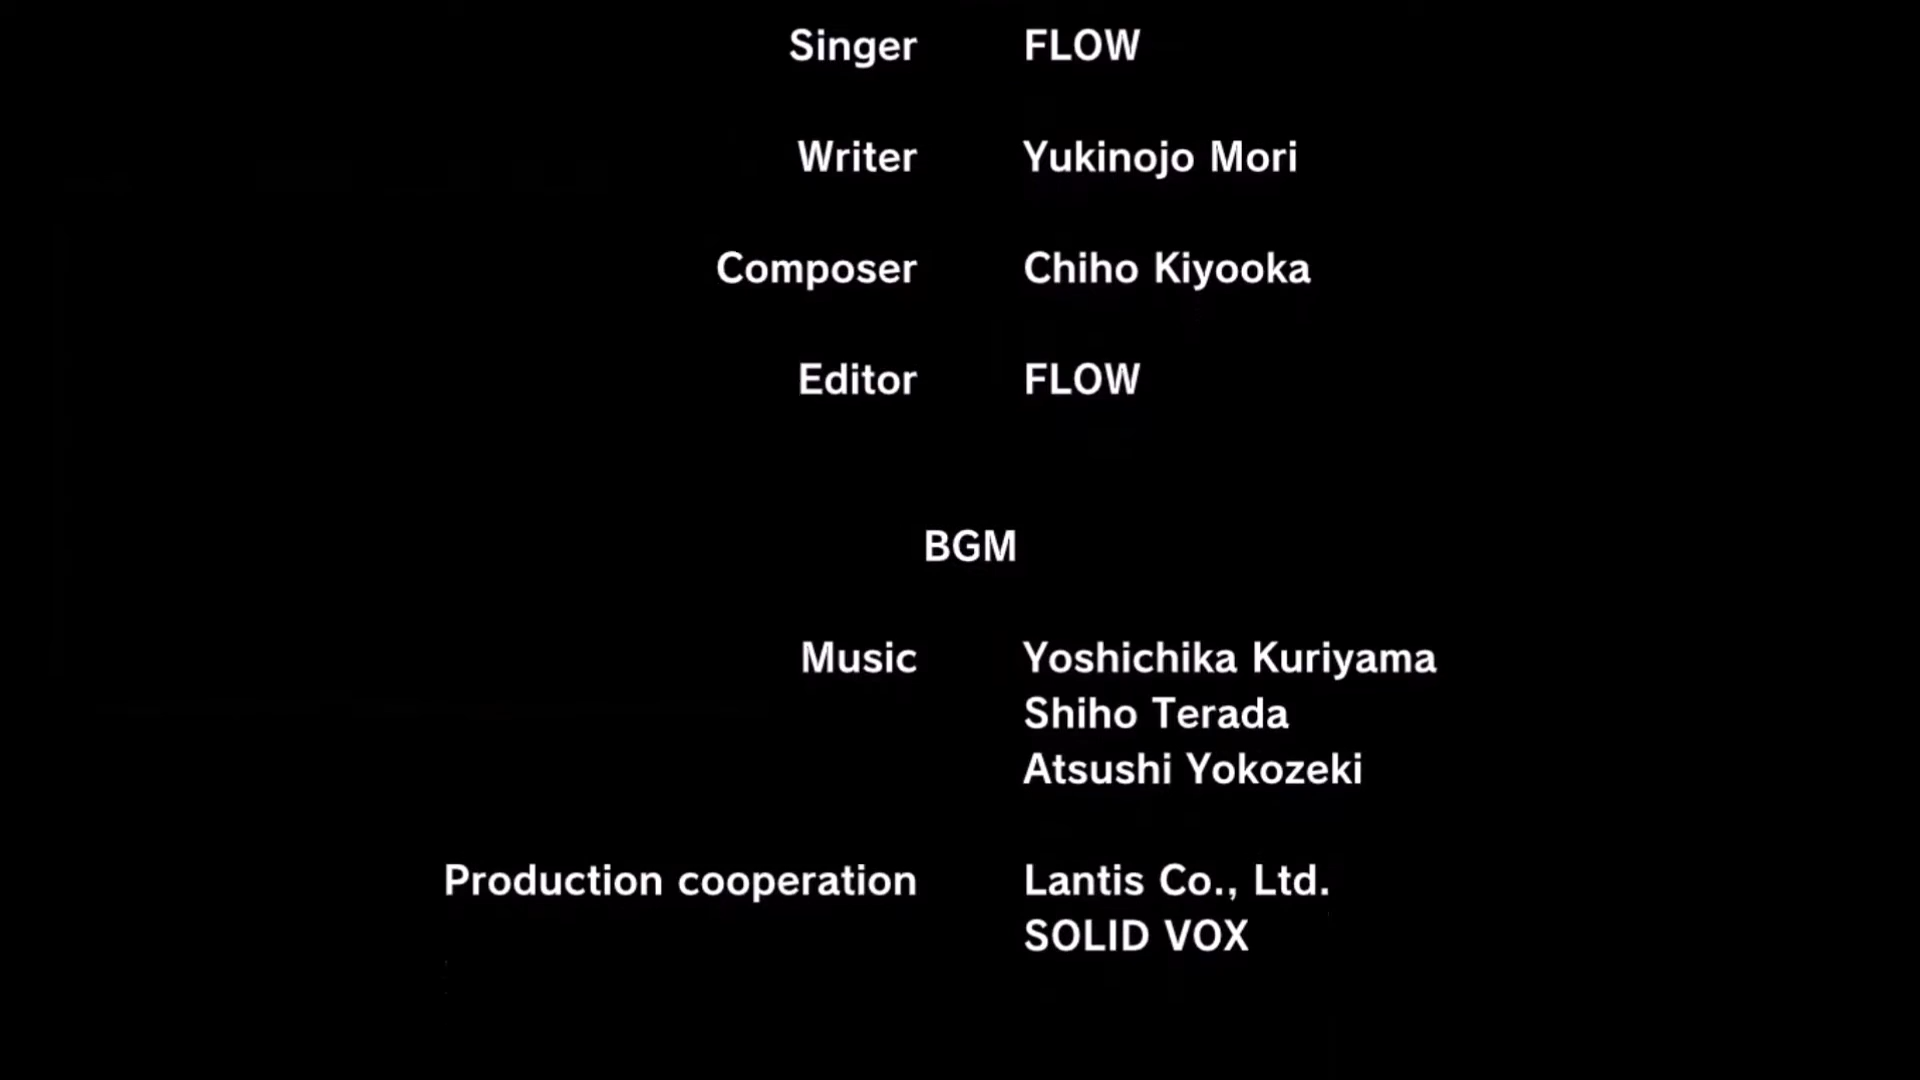 Singer FLOW
Writer Yukinojo Mori
Composer Chiho Kiyooka
Editor FLOW
BGM
Music Yoshichika Kuriyama
Shiho Terada
Atsushi Yokozeki
Production cooperation Lantis Co., Ltd.
SOLID VOX